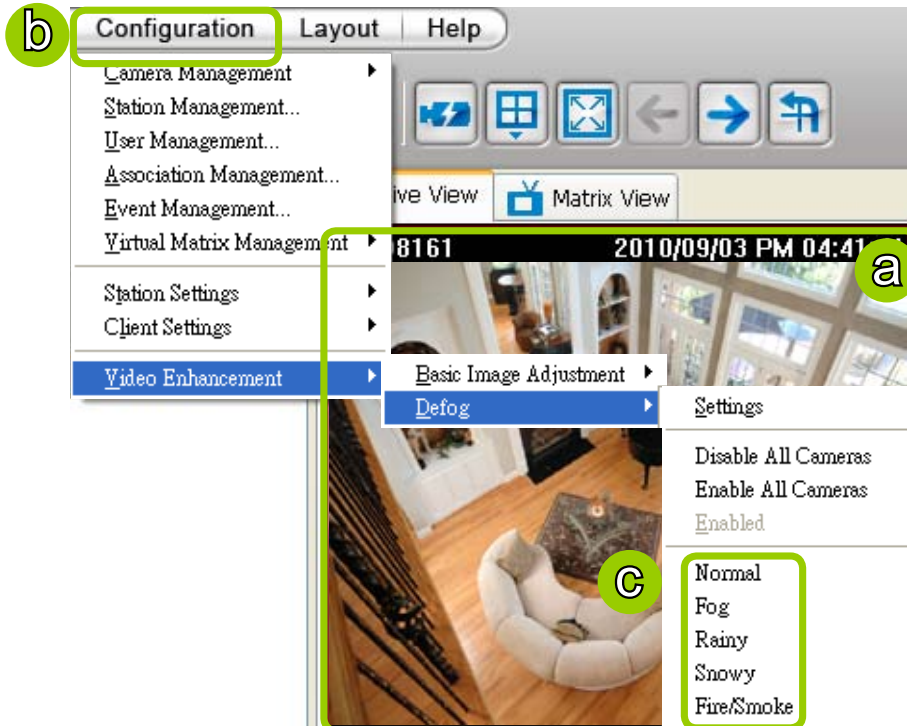 b
Configuration Layout Help
Camera Management
Station Management...
User Management...
Association Management...
Event Management...
Virtual Matrix Management
Station Settings
Client Settings
Video Enhancement
ive View
Matrix View
8161 2010/09/03 PM 04:41
a
Basic Image Adjustment
Defog
Settings
Disable All Cameras
Enable All Cameras
Enabled
c
Normal
Fog
Rainy
Snowy
Fire/Smoke